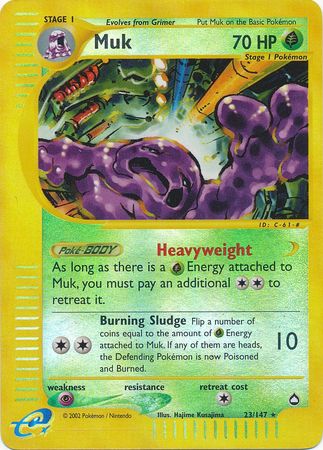 STAGE 1
Evolves from Grimer
Put Muk on the Basic Pokémon
Muk
70 HP
Stage 1 Pokémon
ID: C-61-#
Poké-BODY
Heavyweight
As long as there is a Energy attached to
Muk, you must pay an additional to
retreat it.
Burning Sludge Flip a number of
coins equal to the amount of Energy
attached to Muk. If any of them are heads,
the Defending Pokémon is now Poisoned
and Burned.
10
weakness
resistance
retreat cost
e
© 2002 Pokémon / Nintendo
Illus. Hajime Kusajima
23/147 ★